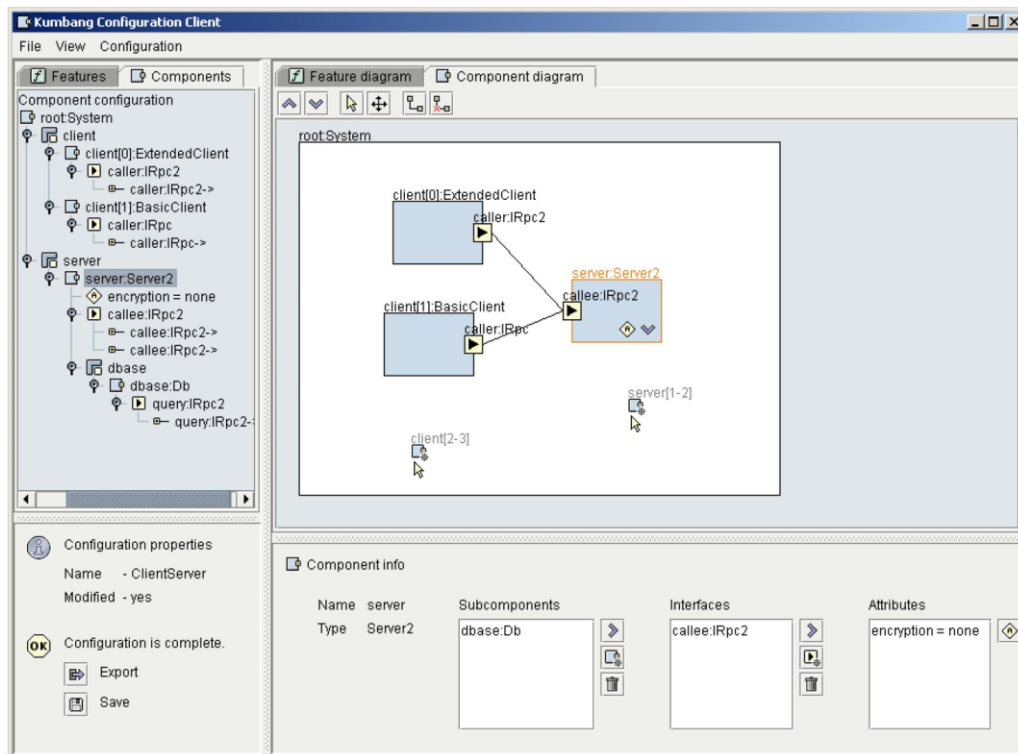 Kumbang Configuration Client
File View Configuration
Features Components
Component configuration
root:System
client
client[0]:ExtendedClient
caller:IRpc2
caller:IRpc2->
client[1]:BasicClient
caller:IRpc
caller:IRpc->
server
server:Server2
encryption = none
callee:IRpc2
callee:IRpc2->
callee:IRpc2->
dbase
dbase:Db
query:IRpc2
query:IRpc2-
Configuration properties
Name - ClientServer
Modified - yes
OK Configuration is complete.
Export
Save
Feature diagram Component diagram
root:System
client[0]:ExtendedClient
caller:IRpc2
server:Server2
callee:IRpc2
client[1]:BasicClient
caller:IRpc
server[1-2]
client[2-3]
Component info
Name server
Type Server2
Subcomponents
dbase:Db
Interfaces
callee:IRpc2
Attributes
encryption = none